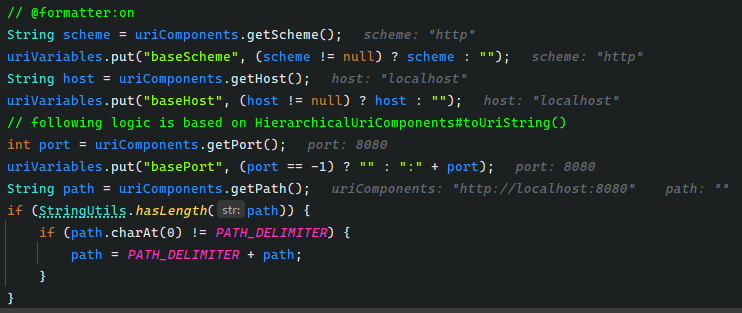 // @formatter:on
String scheme = uriComponents.getScheme();   scheme: "http"
uriVariables.put("baseScheme", (scheme != null) ? scheme : "");   scheme: "http"
String host = uriComponents.getHost();   host: "localhost"
uriVariables.put("baseHost", (host != null) ? host : "");   host: "localhost"
// following logic is based on HierarchicalUriComponents#toUriString()
int port = uriComponents.getPort();   port: 8080
uriVariables.put("basePort", (port == -1) ? "" : ":" + port);   port: 8080
String path = uriComponents.getPath();   uriComponents: "http://localhost:8080"    path: ""
if (StringUtils.hasLength( str: path)) {
    if (path.charAt(0) != PATH_DELIMITER) {
        path = PATH_DELIMITER + path;
    }
}